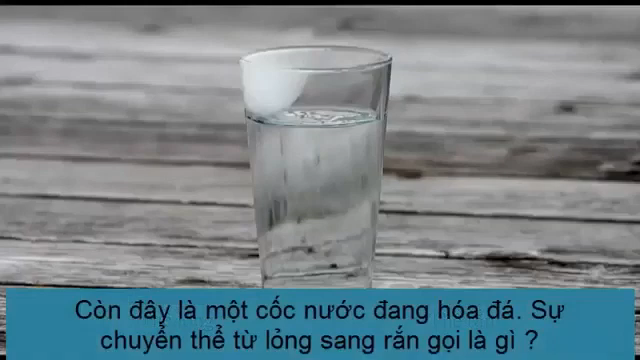 Còn đây là một cốc nước đang hóa đá. Sự
chuyển thể từ lỏng sang rắn gọi là gì ?